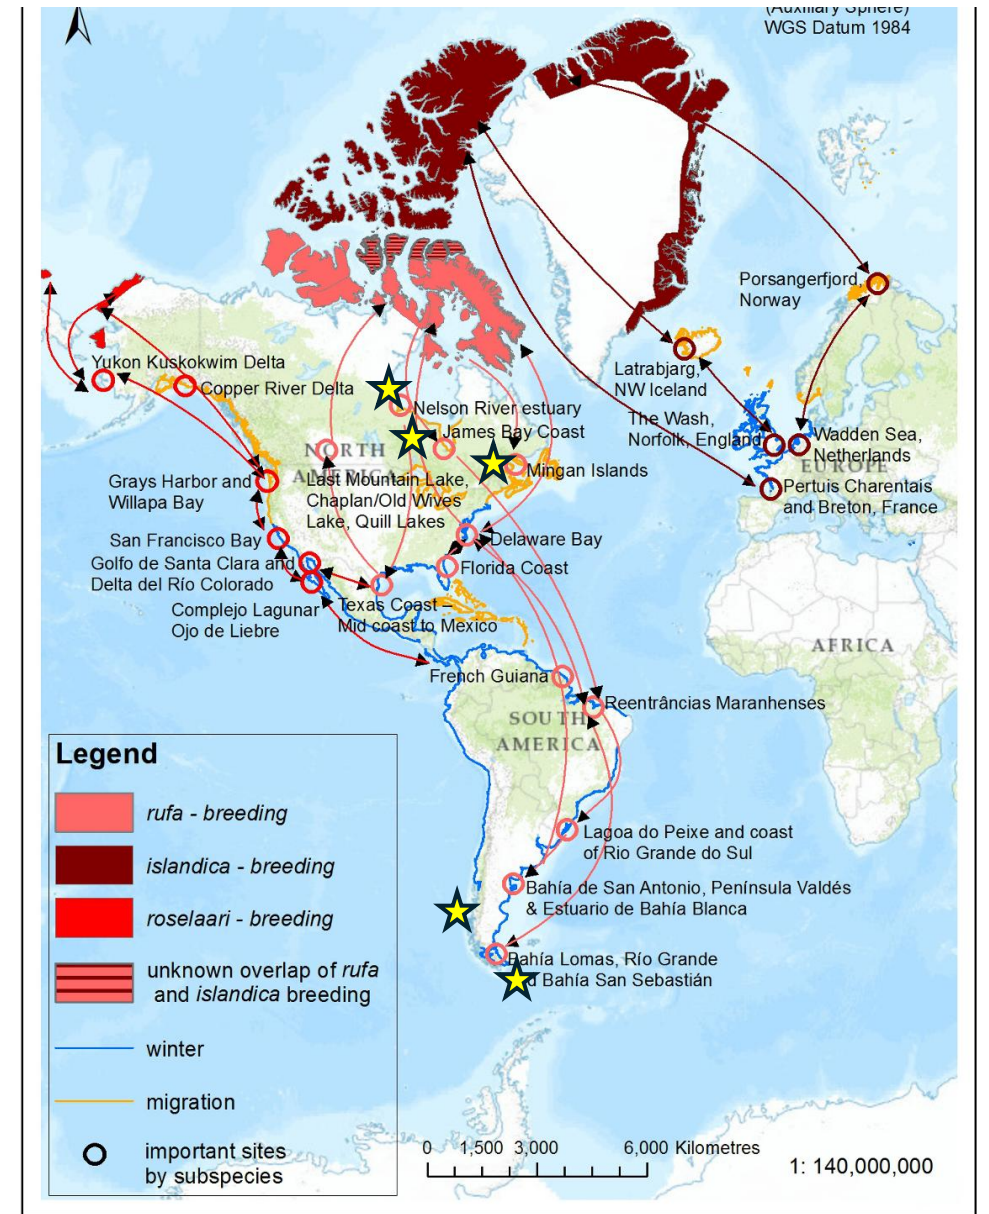 (Auxiliary Sphere)
WGS Datum 1984
Porsangerfjord,
Norway
Yukon Kuskokwim Delta
Copper River Delta
Latrabjarg,
NW Iceland
Nelson River estuary
James Bay Coast
The Wash,
Norfolk, England
Wadden Sea,
Netherlands
NORTH
AMERICA
EUROPE
Mingan Islands
Grays Harbor and
Willapa Bay
Last Mountain Lake,
Chaplan/Old Wives
Lake, Quill Lakes
Pertuis Charentais
and Breton, France
San Francisco Bay
Delaware Bay
Golfo de Santa Clara and
Delta del Río Colorado
Florida Coast
Complejo Lagunar
Ojo de Liebre
Texas Coast –
Mid coast to Mexico
AFRICA
French Guiana
Reentrâncias Maranhenses
SOUTH
AMERICA
Lagoa do Peixe and coast
of Rio Grande do Sul
Bahía de San Antonio, Península Valdés
& Estuario de Bahía Blanca
Bahía Lomas, Río Grande
d Bahía San Sebastián
Legend
rufa - breeding
islandica - breeding
roselaari - breeding
unknown overlap of rufa
and islandica breeding
winter
migration
important sites
by subspecies
0 1,500 3,000 6,000 Kilometres
1: 140,000,000